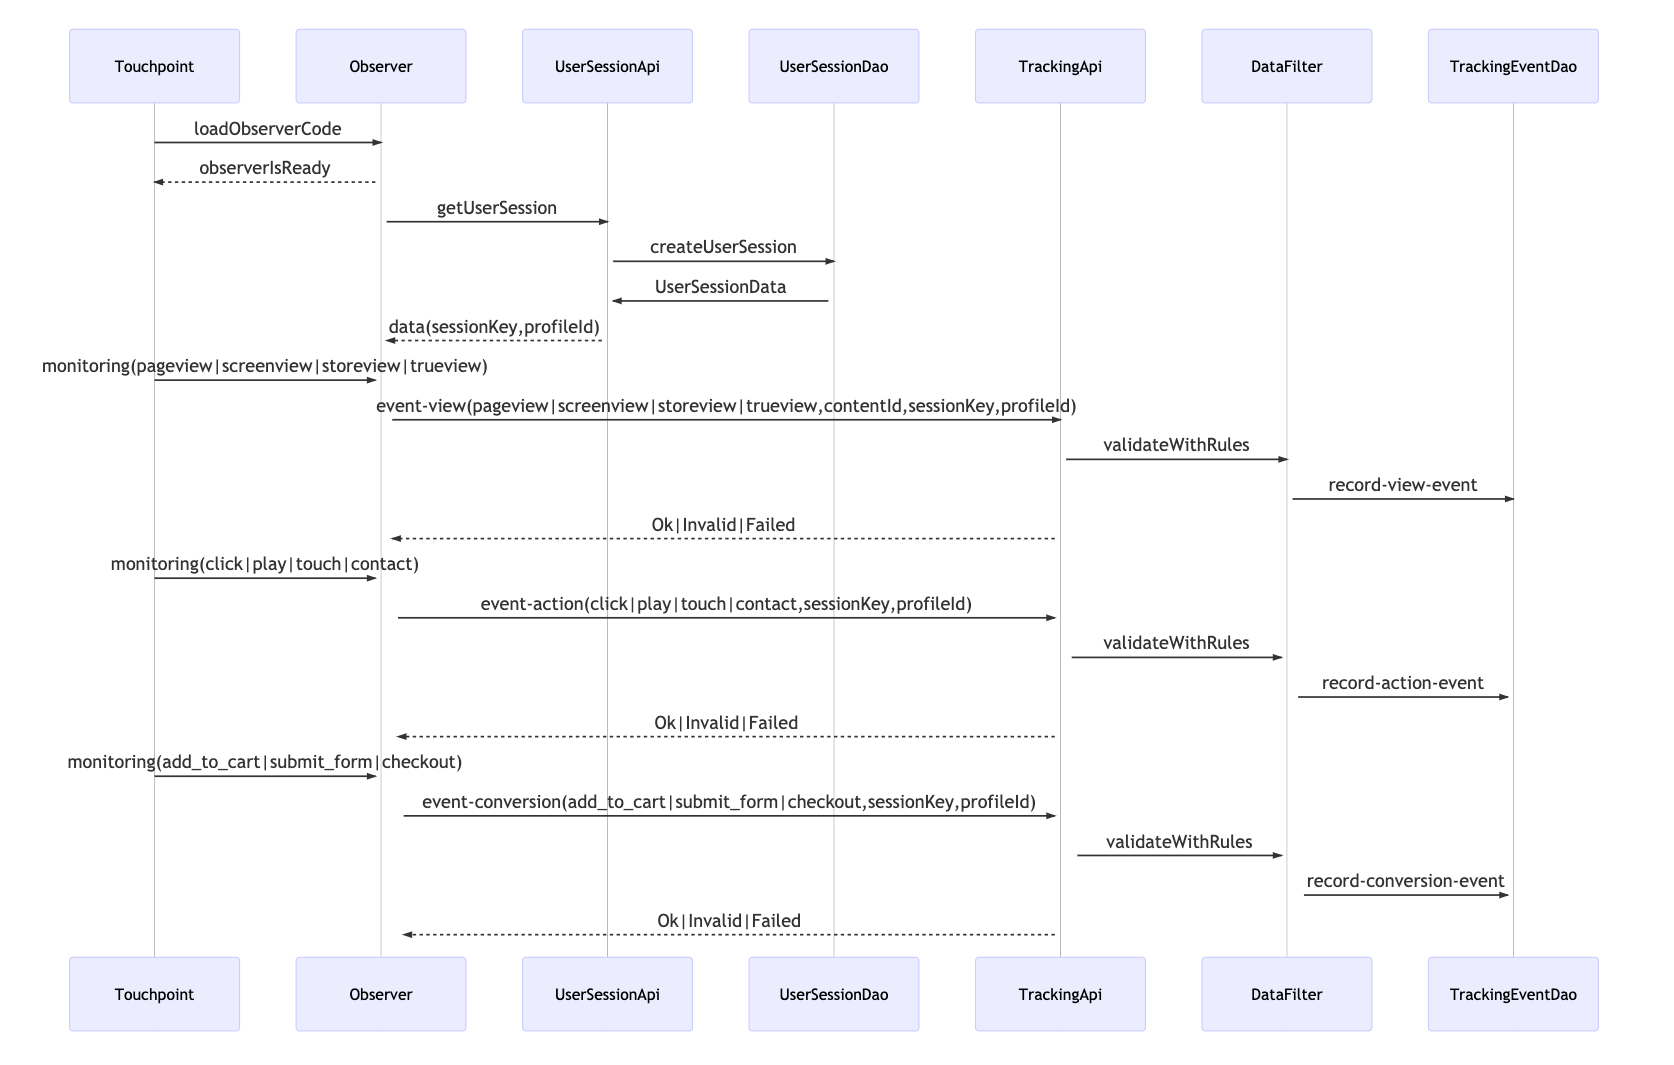 Touchpoint
Observer
UserSessionApi
UserSessionDao
TrackingApi
DataFilter
TrackingEventDao
loadObserverCode
observerIsReady
getUserSession
createUserSession
UserSessionData
data(sessionKey,profileId)
monitoring(pageview|screenview|storeview|trueview)
event-view(pageview|screenview|storeview|trueview,contentId,sessionKey,profileId)
validateWithRules
record-view-event
Ok|Invalid|Failed
monitoring(click|play|touch|contact)
event-action(click|play|touch|contact,sessionKey,profileId)
validateWithRules
record-action-event
Ok|Invalid|Failed
monitoring(add_to_cart|submit_form|checkout)
event-conversion(add_to_cart|submit_form|checkout,sessionKey,profileId)
validateWithRules
record-conversion-event
Ok|Invalid|Failed
Touchpoint
Observer
UserSessionApi
UserSessionDao
TrackingApi
DataFilter
TrackingEventDao